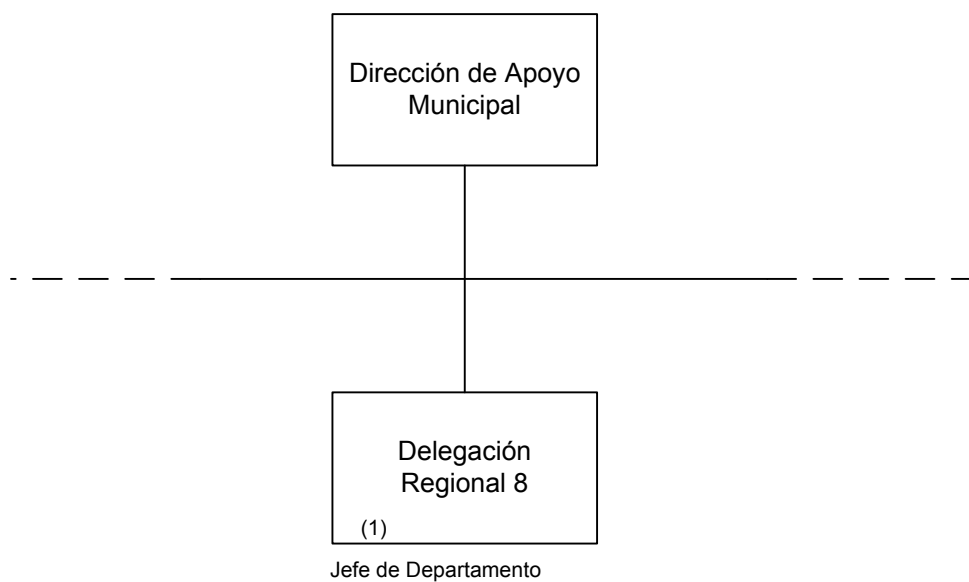 Dirección de Apoyo
Municipal
Delegación
Regional 8
(1)
Jefe de Departamento